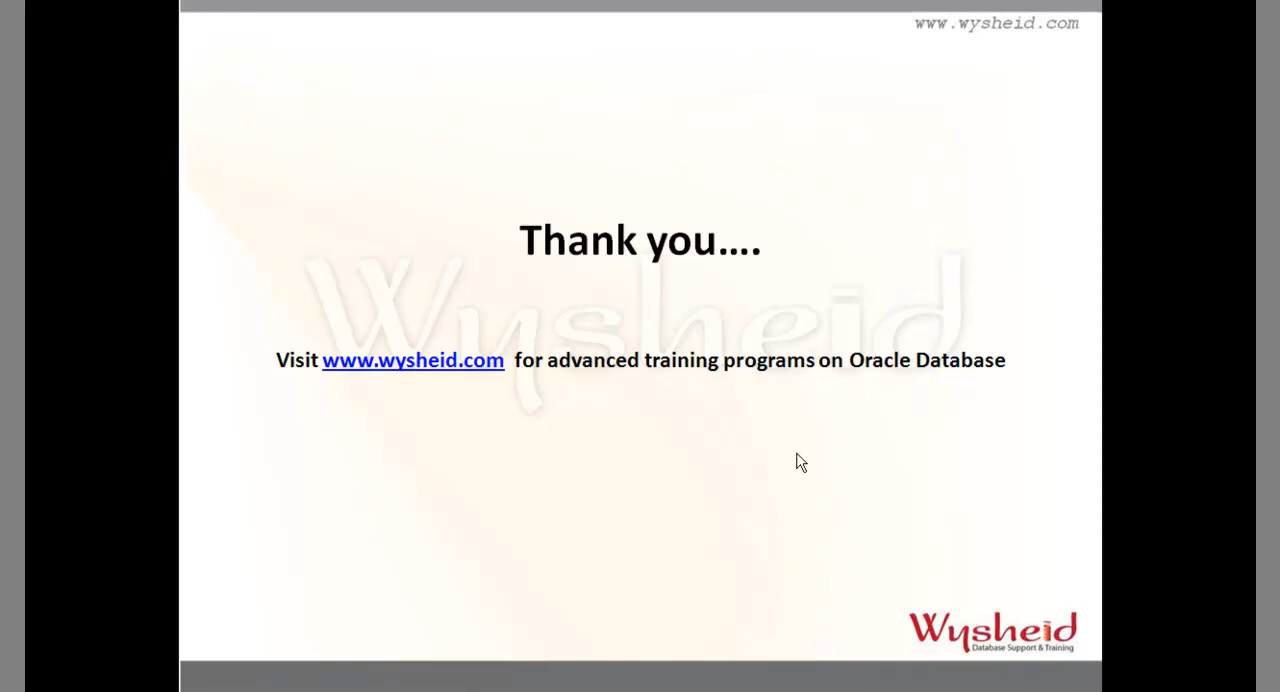 www.wysheid.com
Thank you....
Wysheid
Visit www.wysheid.com for advanced training programs on Oracle Database
Wysheid
Database Support & Training